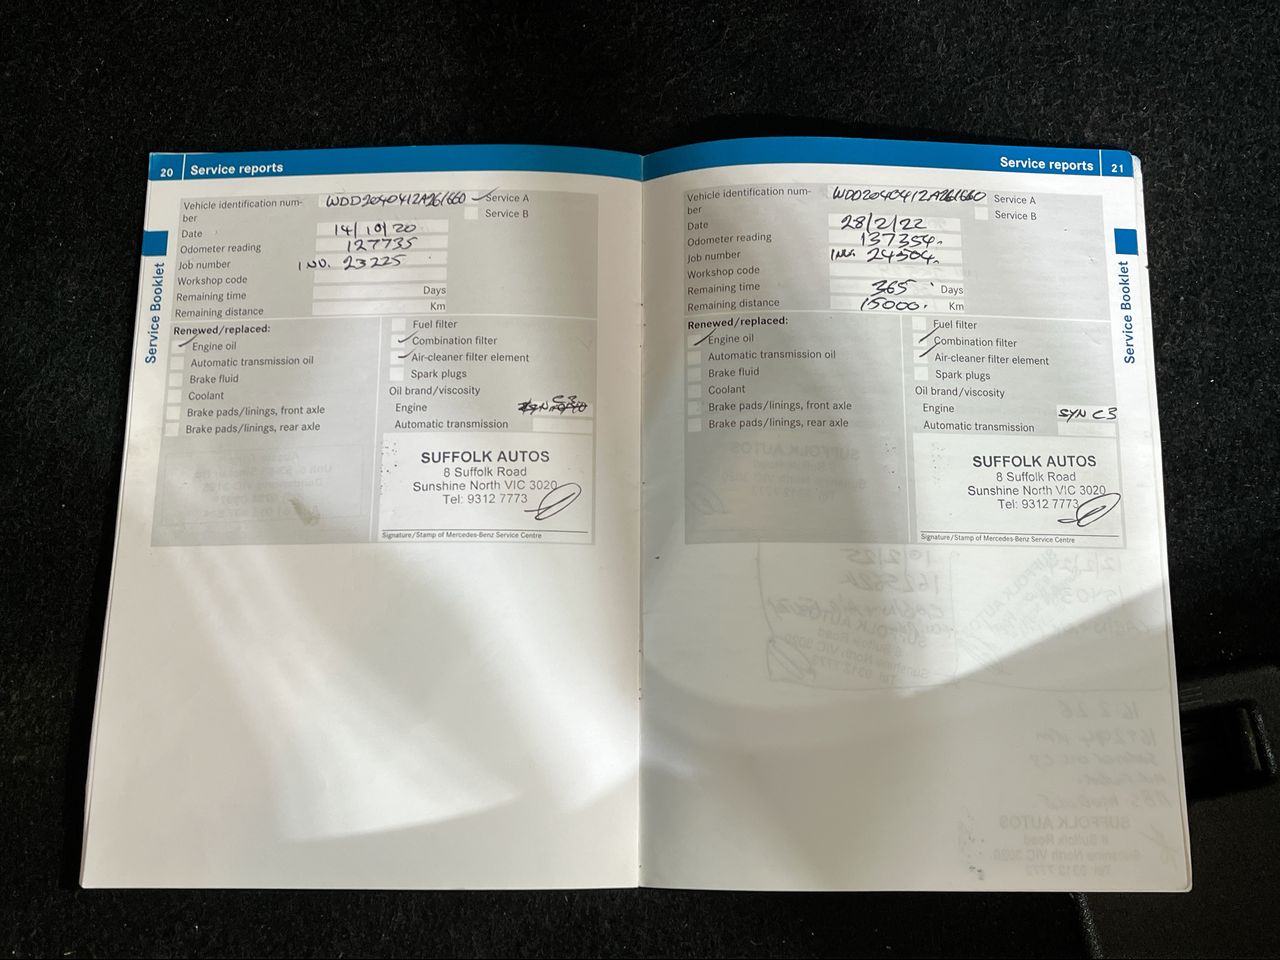 20 Service reports
Service Booklet
Vehicle identification num-
ber
WDD2040412A261660
Service A
Service B
Date 14/10/20
Odometer reading 127735
Job number INO. 23225
Workshop code
Remaining time Days
Remaining distance Km
Renewed/replaced:
Engine oil
Automatic transmission oil
Brake fluid
Coolant
Brake pads/linings, front axle
Brake pads/linings, rear axle
Fuel filter
Combination filter
Air-cleaner filter element
Spark plugs
Oil brand/viscosity
Engine C3
Automatic transmission
SUFFOLK AUTOS
8 Suffolk Road
Sunshine North VIC 3020
Tel: 9312 7773
Signature/Stamp of Mercedes-Benz Service Centre
Service reports 21
Service Booklet
Vehicle identification num-
ber
WDD2040412A261660
Service A
Service B
Date 28/2/22
Odometer reading 137354.
Job number INO. 24504.
Workshop code
Remaining time 365 Days
Remaining distance 15000. Km
Renewed/replaced:
Engine oil
Automatic transmission oil
Brake fluid
Coolant
Brake pads/linings, front axle
Brake pads/linings, rear axle
Fuel filter
Combination filter
Air-cleaner filter element
Spark plugs
Oil brand/viscosity
Engine SYN C3
Automatic transmission
SUFFOLK AUTOS
8 Suffolk Road
Sunshine North VIC 3020
Tel: 9312 7773
Signature/Stamp of Mercedes-Benz Service Centre